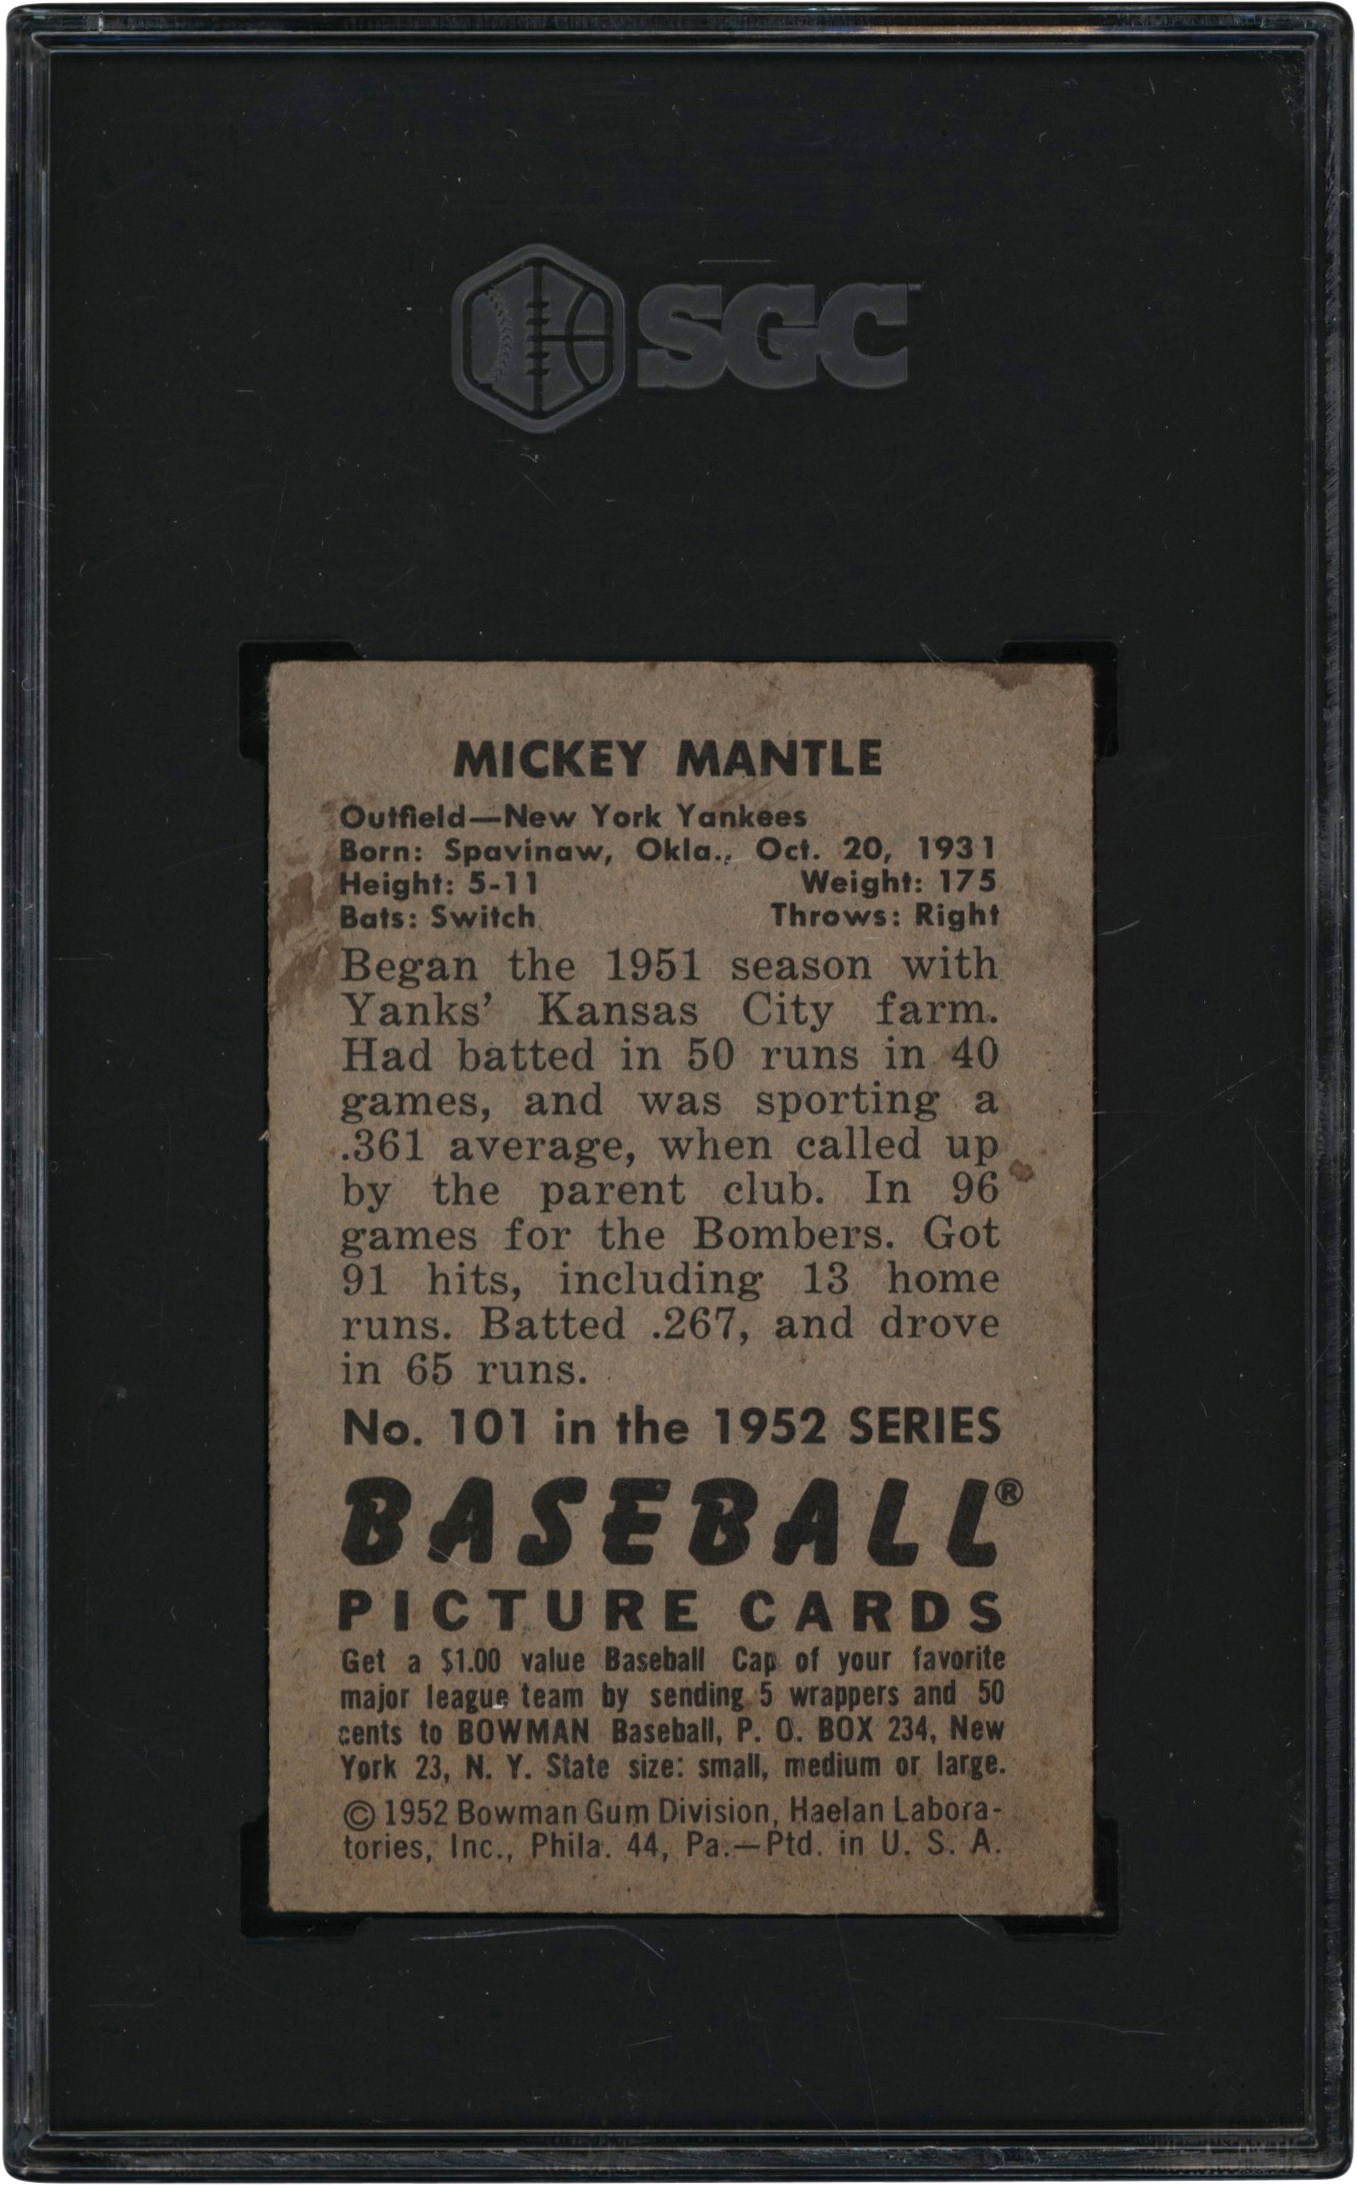 SGC
MICKEY MANTLE
Outfield—New York Yankees
Born: Spavinaw, Okla., Oct. 20, 1931
Height: 5-11 Weight: 175
Bats: Switch Throws: Right
Began the 1951 season with
Yanks' Kansas City farm.
Had batted in 50 runs in 40
games, and was sporting a
.361 average, when called up
by the parent club. In 96
games for the Bombers. Got
91 hits, including 13 home
runs. Batted .267, and drove
in 65 runs.
No. 101 in the 1952 SERIES
BASEBALL®
PICTURE CARDS
Get a $1.00 value Baseball Cap of your favorite
major league team by sending 5 wrappers and 50
cents to BOWMAN Baseball, P. O. BOX 234, New
York 23, N. Y. State size: small, medium or large.
© 1952 Bowman Gum Division, Haelan Labora-
tories, Inc., Phila. 44, Pa.—Ptd. in U. S. A.